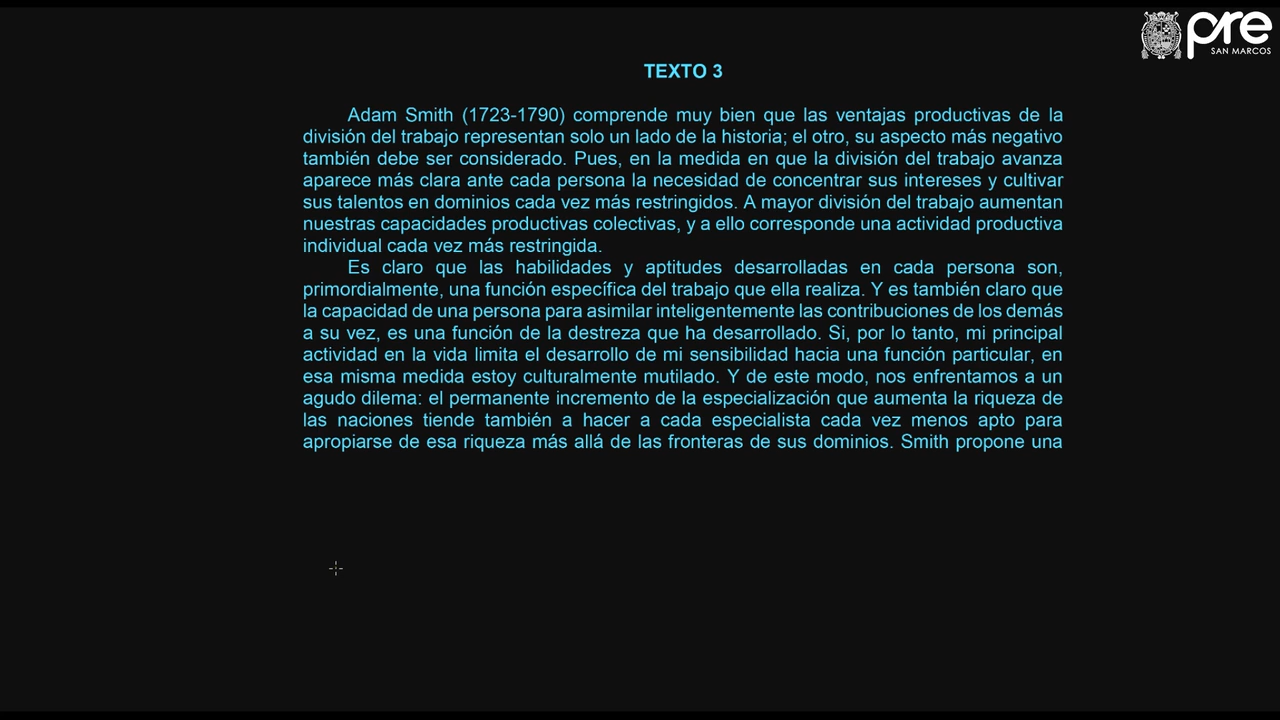 pre
SAN MARCOS
TEXTO 3
Adam Smith (1723-1790) comprende muy bien que las ventajas productivas de la
división del trabajo representan solo un lado de la historia; el otro, su aspecto más negativo
también debe ser considerado. Pues, en la medida en que la división del trabajo avanza
aparece más clara ante cada persona la necesidad de concentrar sus intereses y cultivar
sus talentos en dominios cada vez más restringidos. A mayor división del trabajo aumentan
nuestras capacidades productivas colectivas, y a ello corresponde una actividad productiva
individual cada vez más restringida.
Es claro que las habilidades y aptitudes desarrolladas en cada persona son,
primordialmente, una función específica del trabajo que ella realiza. Y es también claro que
la capacidad de una persona para asimilar inteligentemente las contribuciones de los demás
a su vez, es una función de la destreza que ha desarrollado. Si, por lo tanto, mi principal
actividad en la vida limita el desarrollo de mi sensibilidad hacia una función particular, en
esa misma medida estoy culturalmente mutilado. Y de este modo, nos enfrentamos a un
agudo dilema: el permanente incremento de la especialización que aumenta la riqueza de
las naciones tiende también a hacer a cada especialista cada vez menos apto para
apropiarse de esa riqueza más allá de las fronteras de sus dominios. Smith propone una